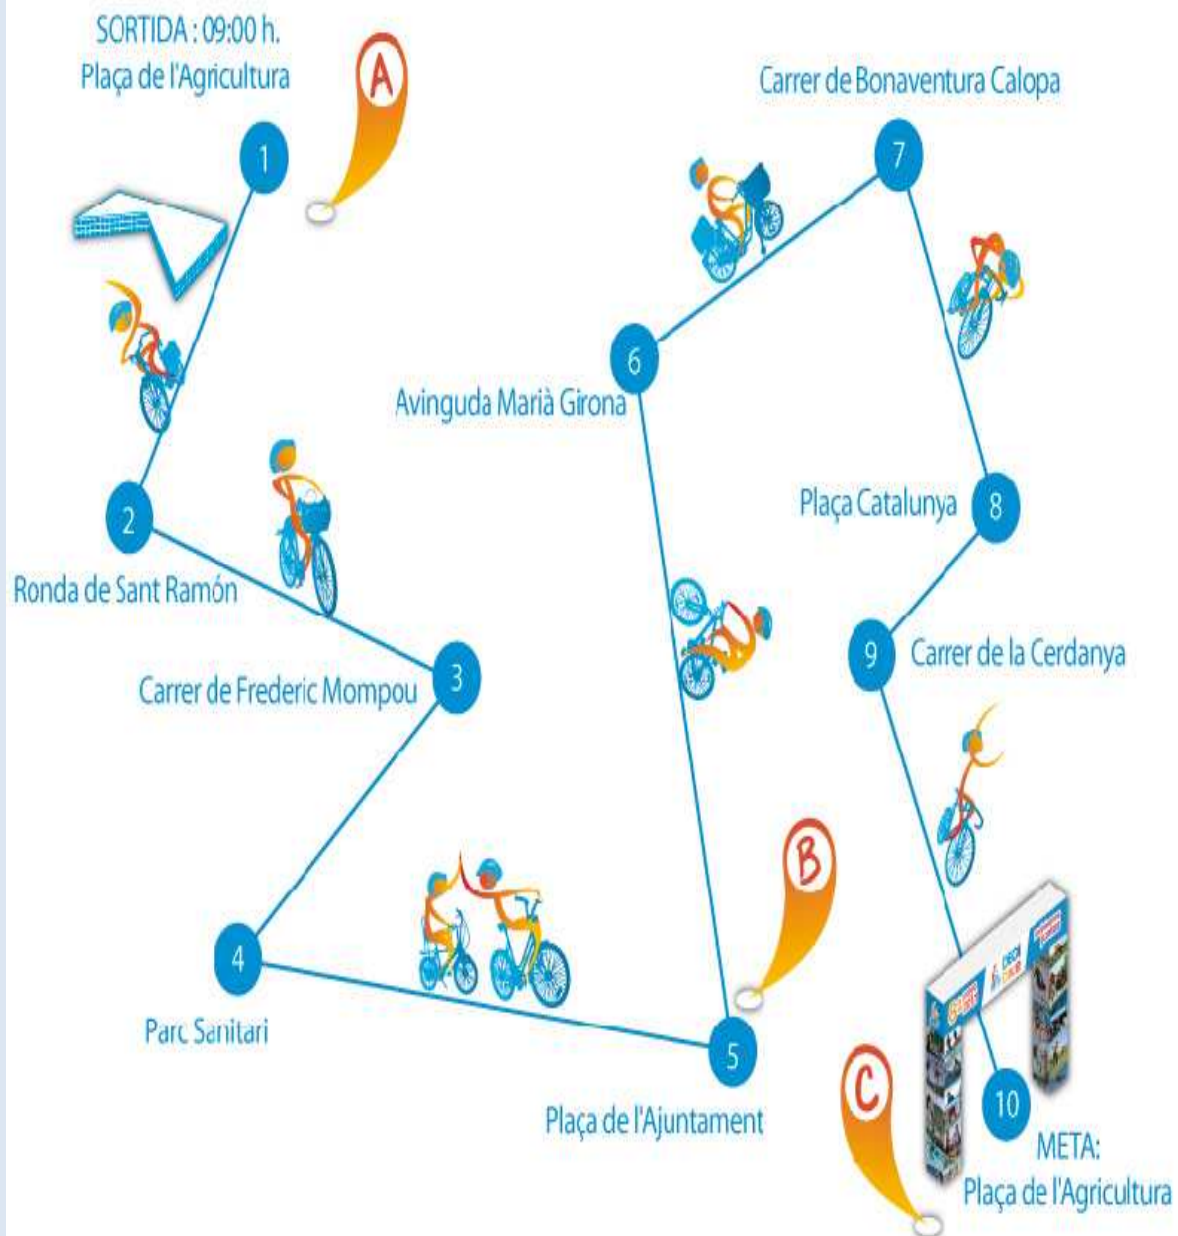 SORTIDA : 09:00 h.
Plaça de l'Agricultura
A
1
2
Ronda de Sant Ramón
Carrer de Frederic Mompou
3
4
Parc Sanitari
5
Plaça de l'Ajuntament
B
6
Avinguda Marià Girona
Carrer de Bonaventura Calopa
7
Plaça Catalunya
8
9
Carrer de la Cerdanya
C
10
META:
Plaça de l'Agricultura